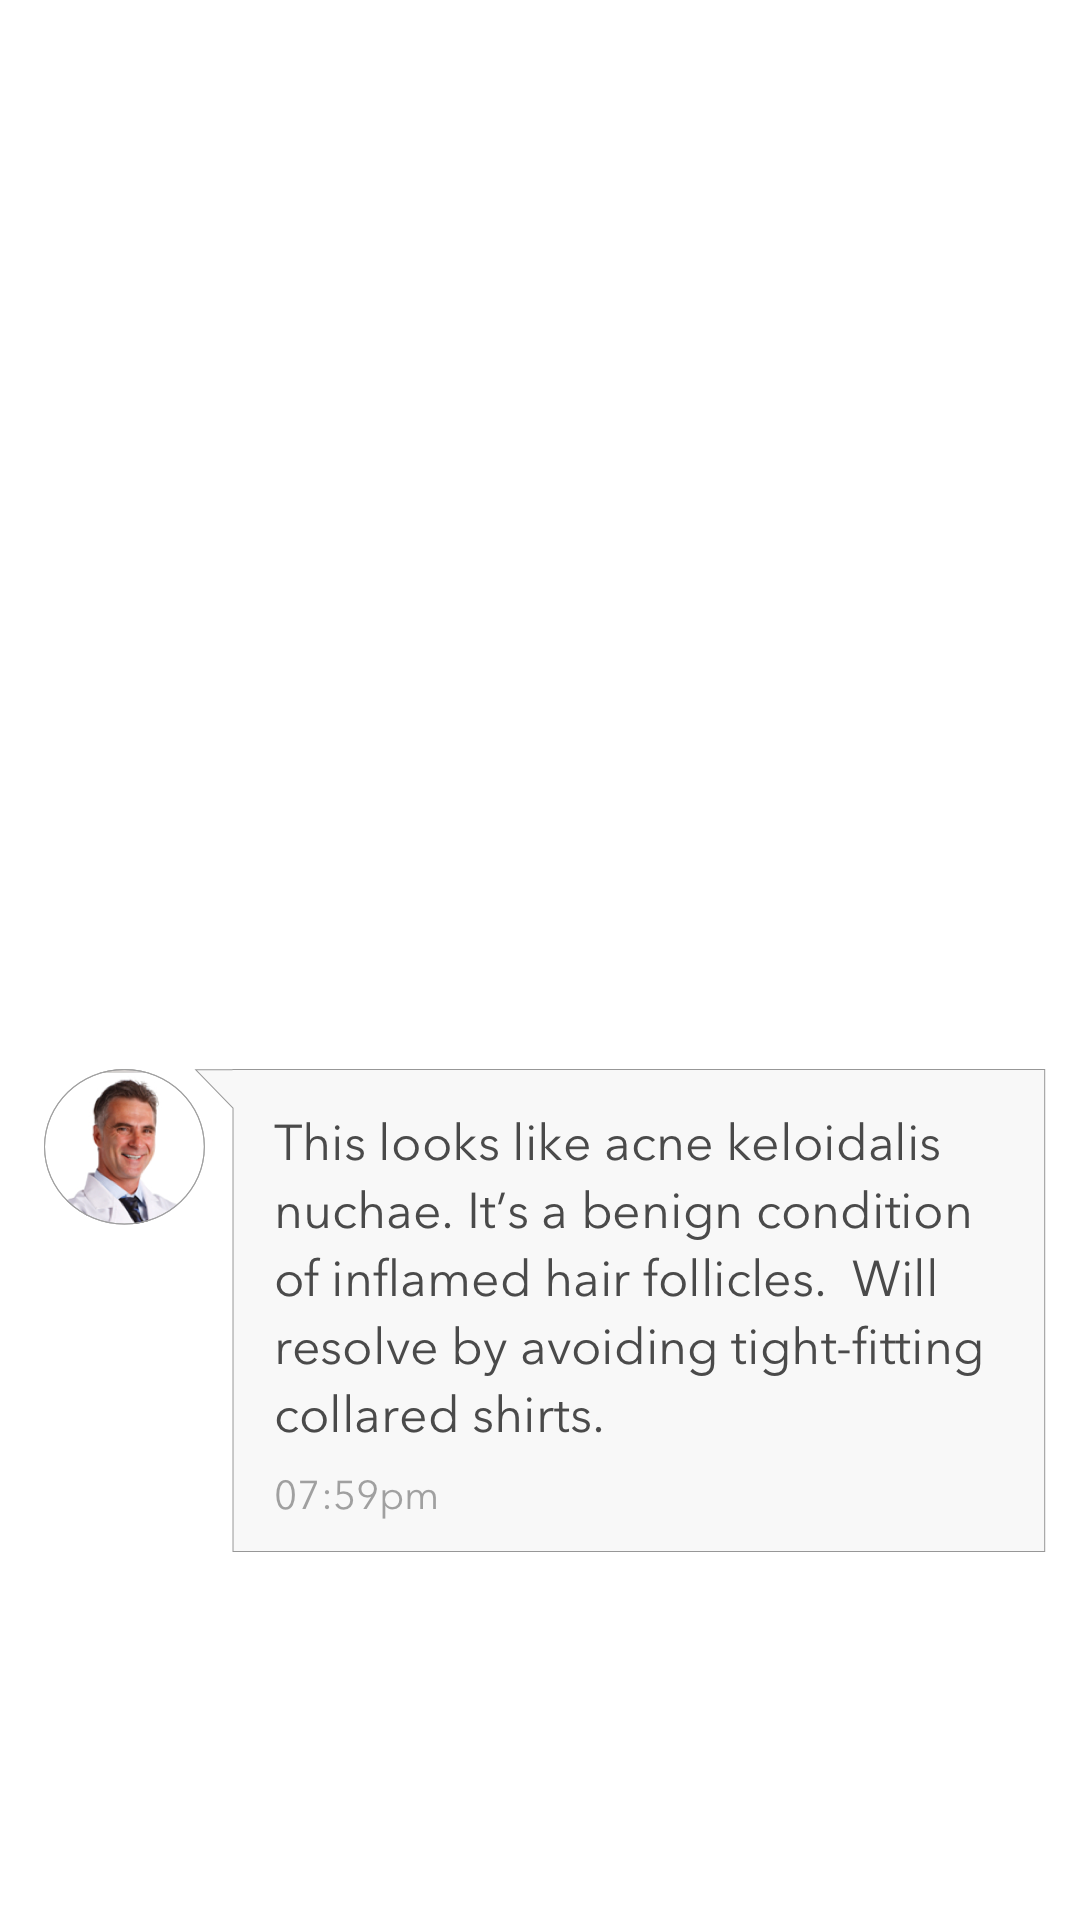 This looks like acne keloidalis
nuchae. It’s a benign condition
of inflamed hair follicles.  Will
resolve by avoiding tight-fitting
collared shirts.
07:59pm